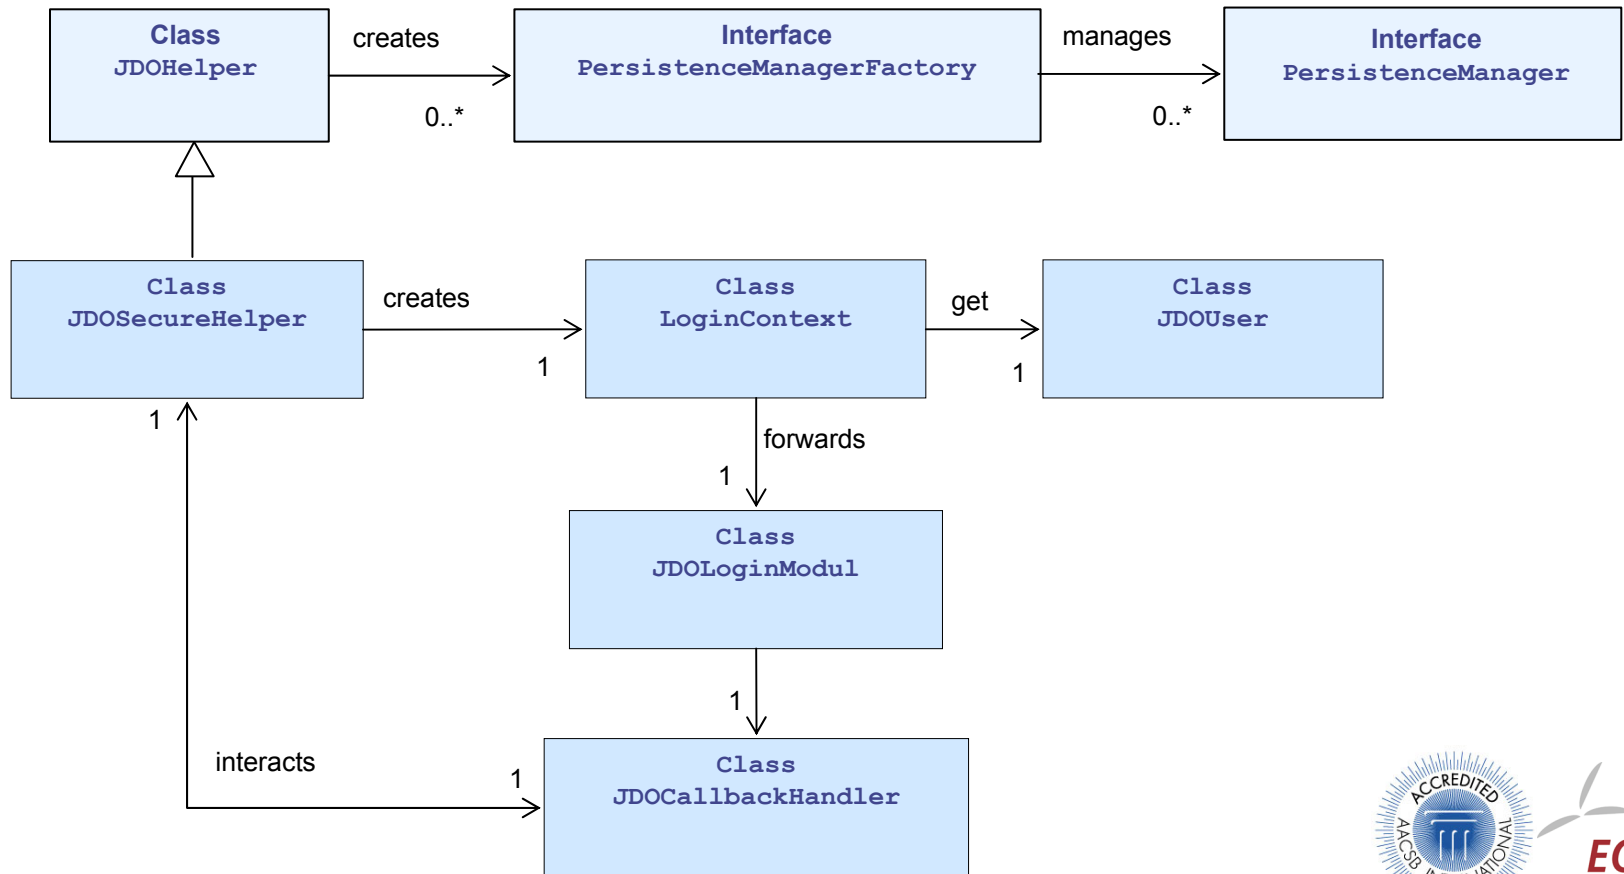 Class
JDOHelper
creates
0..*
Interface
PersistenceManagerFactory
manages
0..*
Interface
PersistenceManager
Class
JDOSecureHelper
creates
1
Class
LoginContext
get
1
Class
JDOUser
1
forwards
1
Class
JDOLoginModul
1
interacts
1
Class
JDOCallbackHandler
ACCREDITED
AACSB